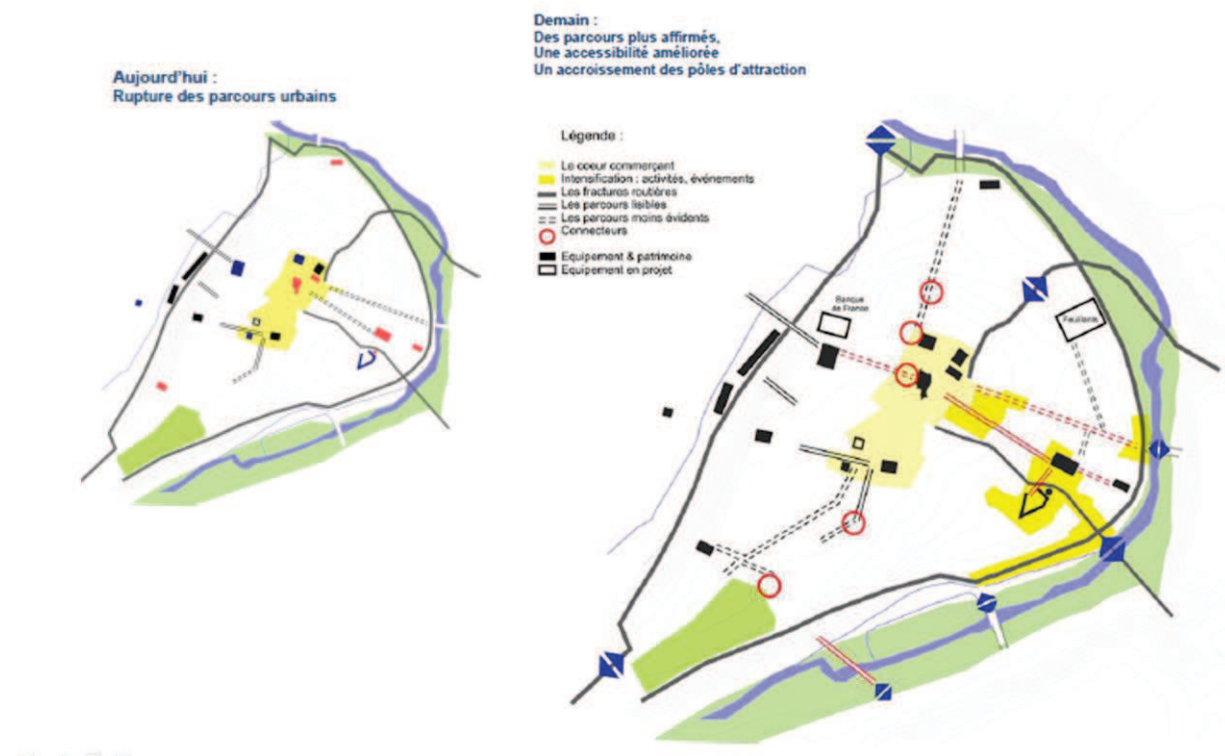 Aujourd'hui :
Rupture des parcours urbains
Demain :
Des parcours plus affirmés,
Une accessibilité améliorée
Un accroissement des pôles d'attraction
Légende :
Le coeur commerçant
Intensification : activités, événements
Les fractures routières
Les parcours lisibles
Les parcours moins évidents
Connecteurs
Equipement & patrimoine
Equipement en projet
Banque
de France
Feuillants